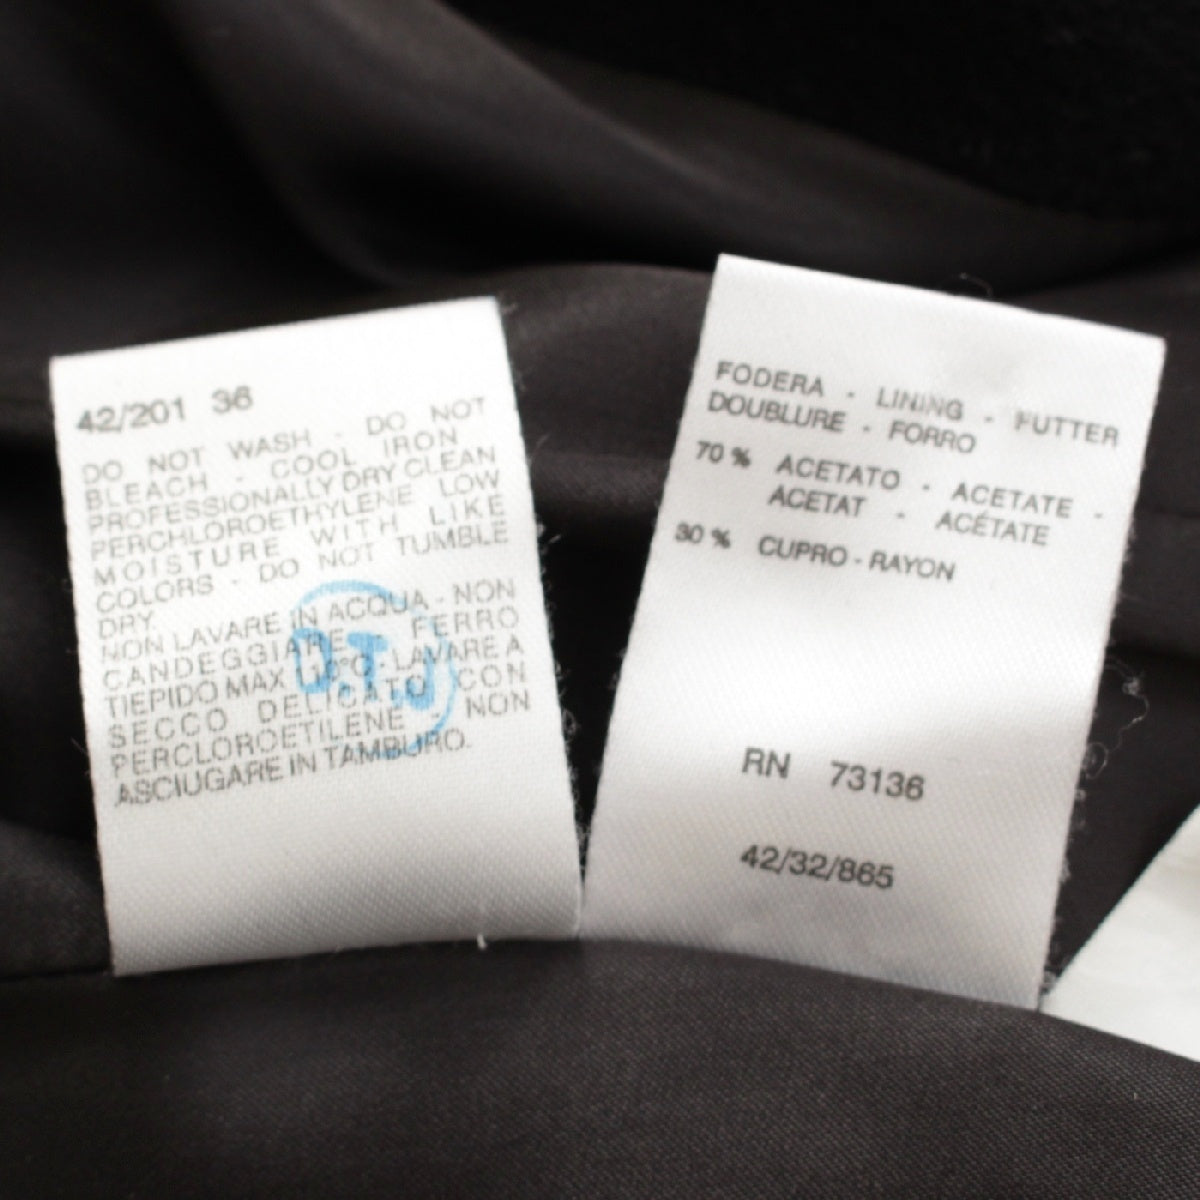 42/201 36
DO NOT WASH - DO NOT
BLEACH - COOL IRON
PROFESSIONALLY DRY CLEAN
PERCHLOROETHYLENE LOW
MOISTURE WITH LIKE
COLORS - DO NOT TUMBLE
DRY.
NON LAVARE IN ACQUA - NON
CANDEGGIARE - FERRO
TIEPIDO MAX 110°C - LAVARE A
SECCO DELICATO CON
PERCLOROETILENE - NON
ASCIUGARE IN TAMBURO.
D.T.J
FODERA - LINING - FUTTER
DOUBLURE - FORRO
70 % ACETATO - ACETATE -
ACETAT - ACÉTATE
30 % CUPRO - RAYON
RN 73136
42/32/865